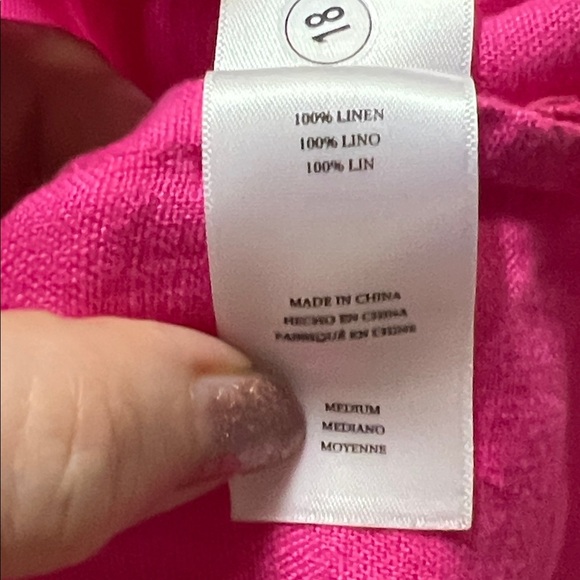 18
100% LINEN
100% LINO
100% LIN
MADE IN CHINA
HECHO EN CHINA
FABRIQUÉ EN CHINE
MEDIUM
MEDIANO
MOYENNE